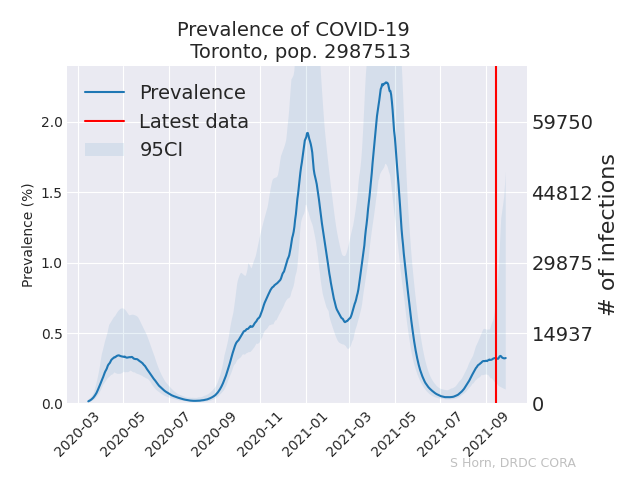 Prevalence of COVID-19
Toronto, pop. 2987513
Prevalence
Latest data
95CI
Prevalence (%)
2.0
1.5
1.0
0.5
0.0
59750
44812
29875
14937
0
# of infections
2020-03
2020-05
2020-07
2020-09
2020-11
2021-01
2021-03
2021-05
2021-07
2021-09
S Horn, DRDC CORA